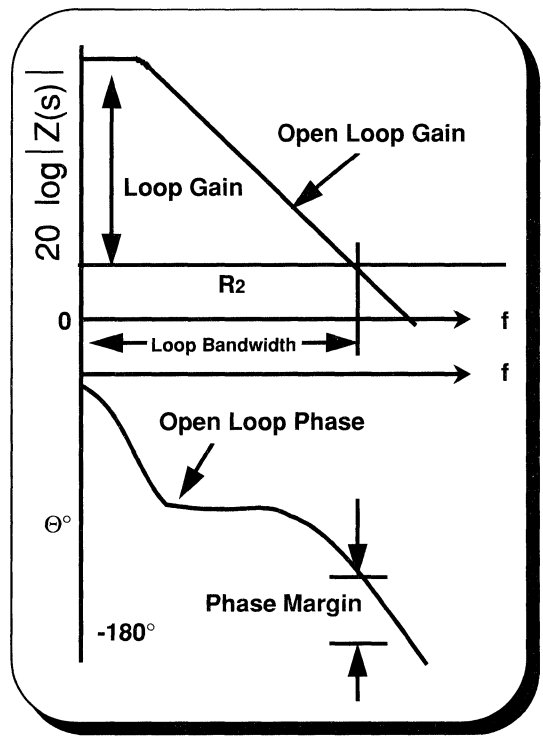 20 log |Z(s)|
Open Loop Gain
Loop Gain
R2
0
f
Loop Bandwidth
f
Open Loop Phase
Θ°
Phase Margin
-180°